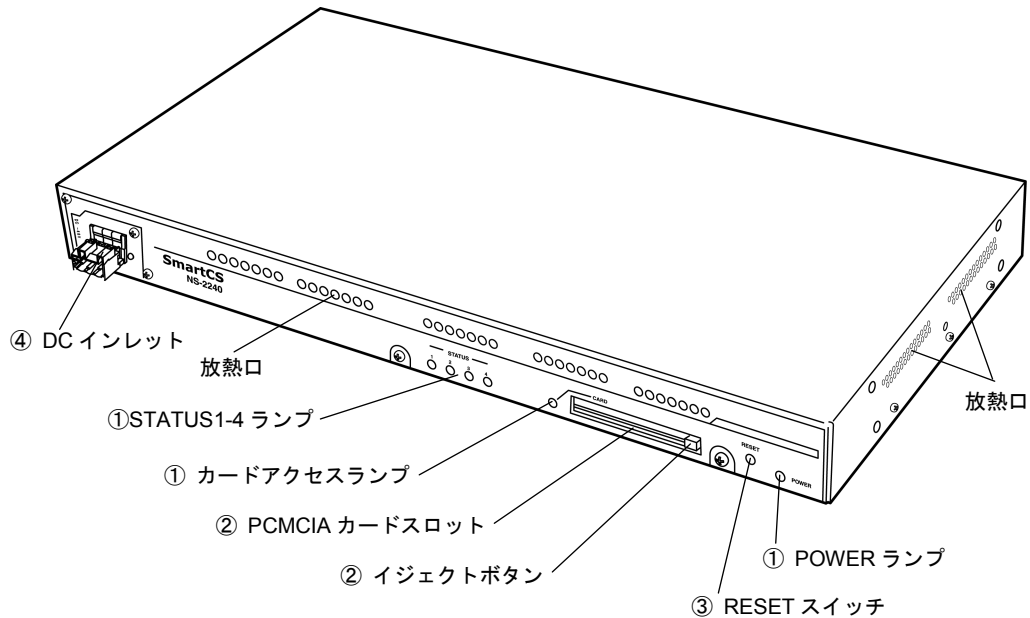 SmartCS
NS-2240
④ DC インレット
放熱口
STATUS
1 2 3 4
①STATUS1-4 ランプ
CARD
① カードアクセスランプ
② PCMCIA カードスロット
② イジェクトボタン
RESET
POWER
放熱口
① POWER ランプ
③ RESET スイッチ